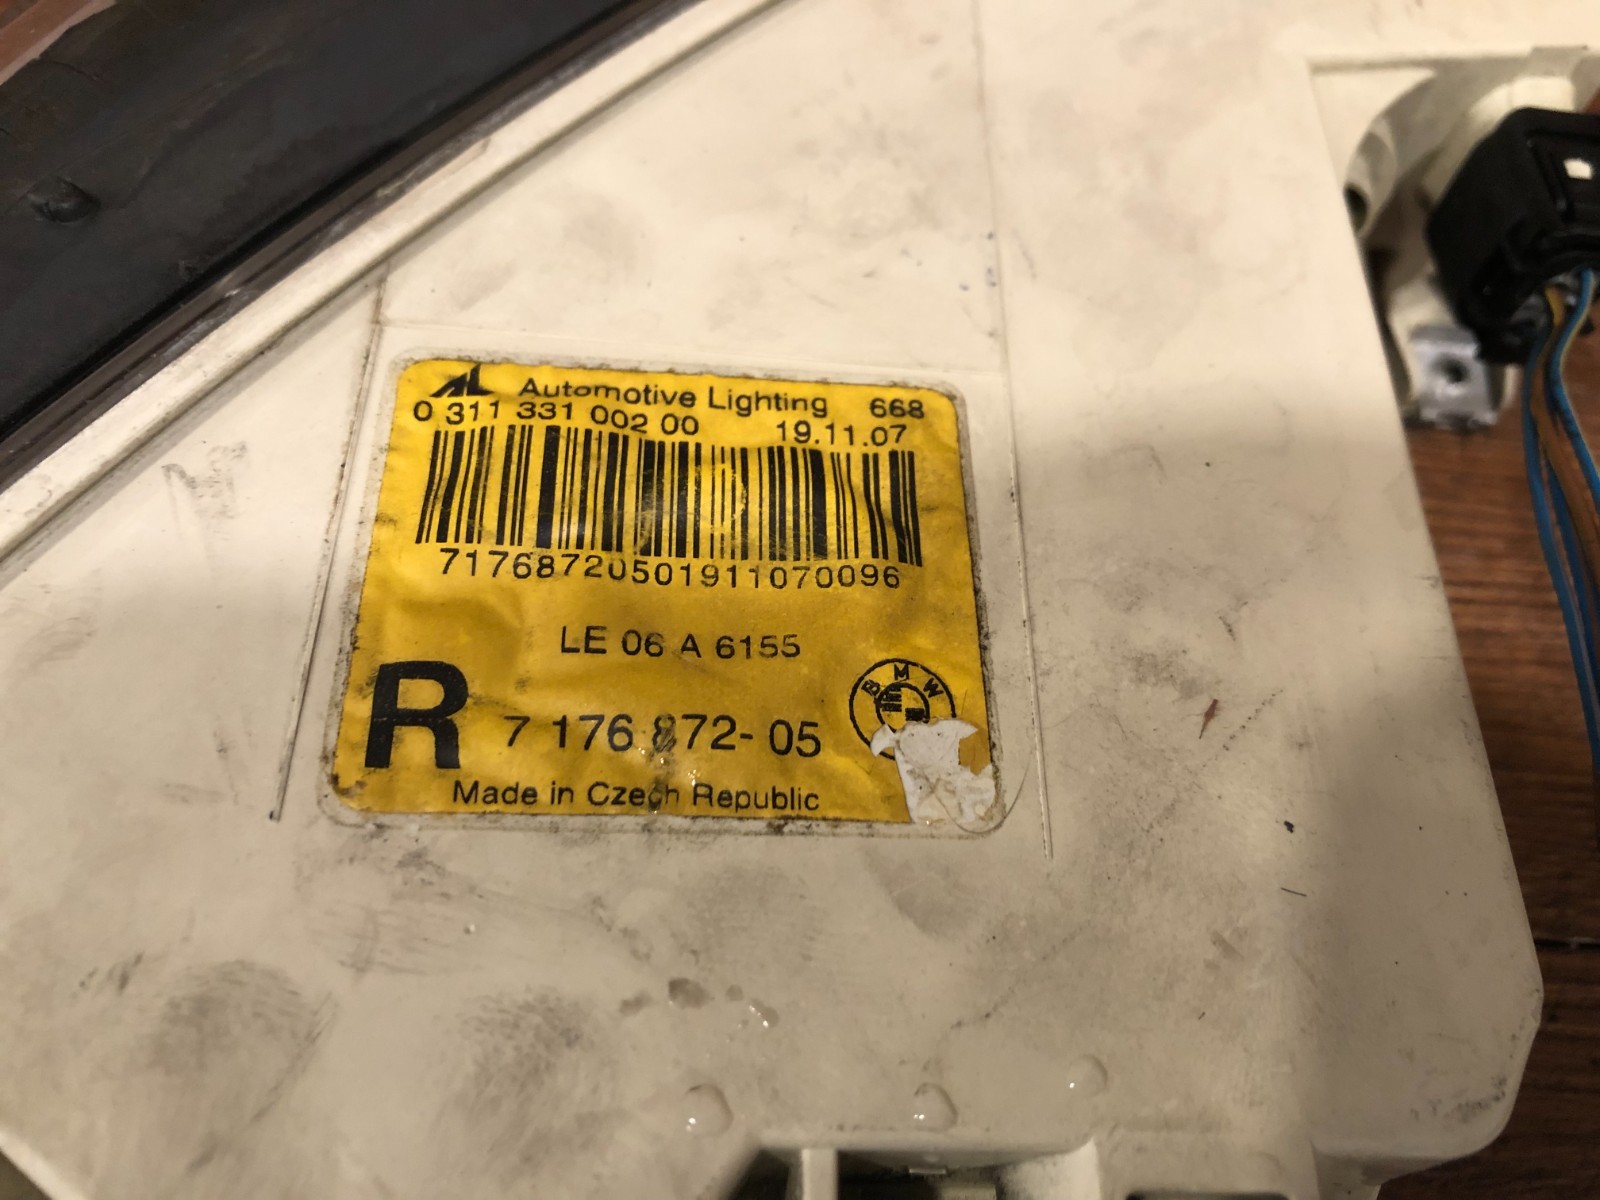 AL Automotive Lighting 668
0 311 331 002 00 19.11.07
71768720501911070096
LE 06 A 6155
R 7 176 872-05 BMW
Made in Czech Republic